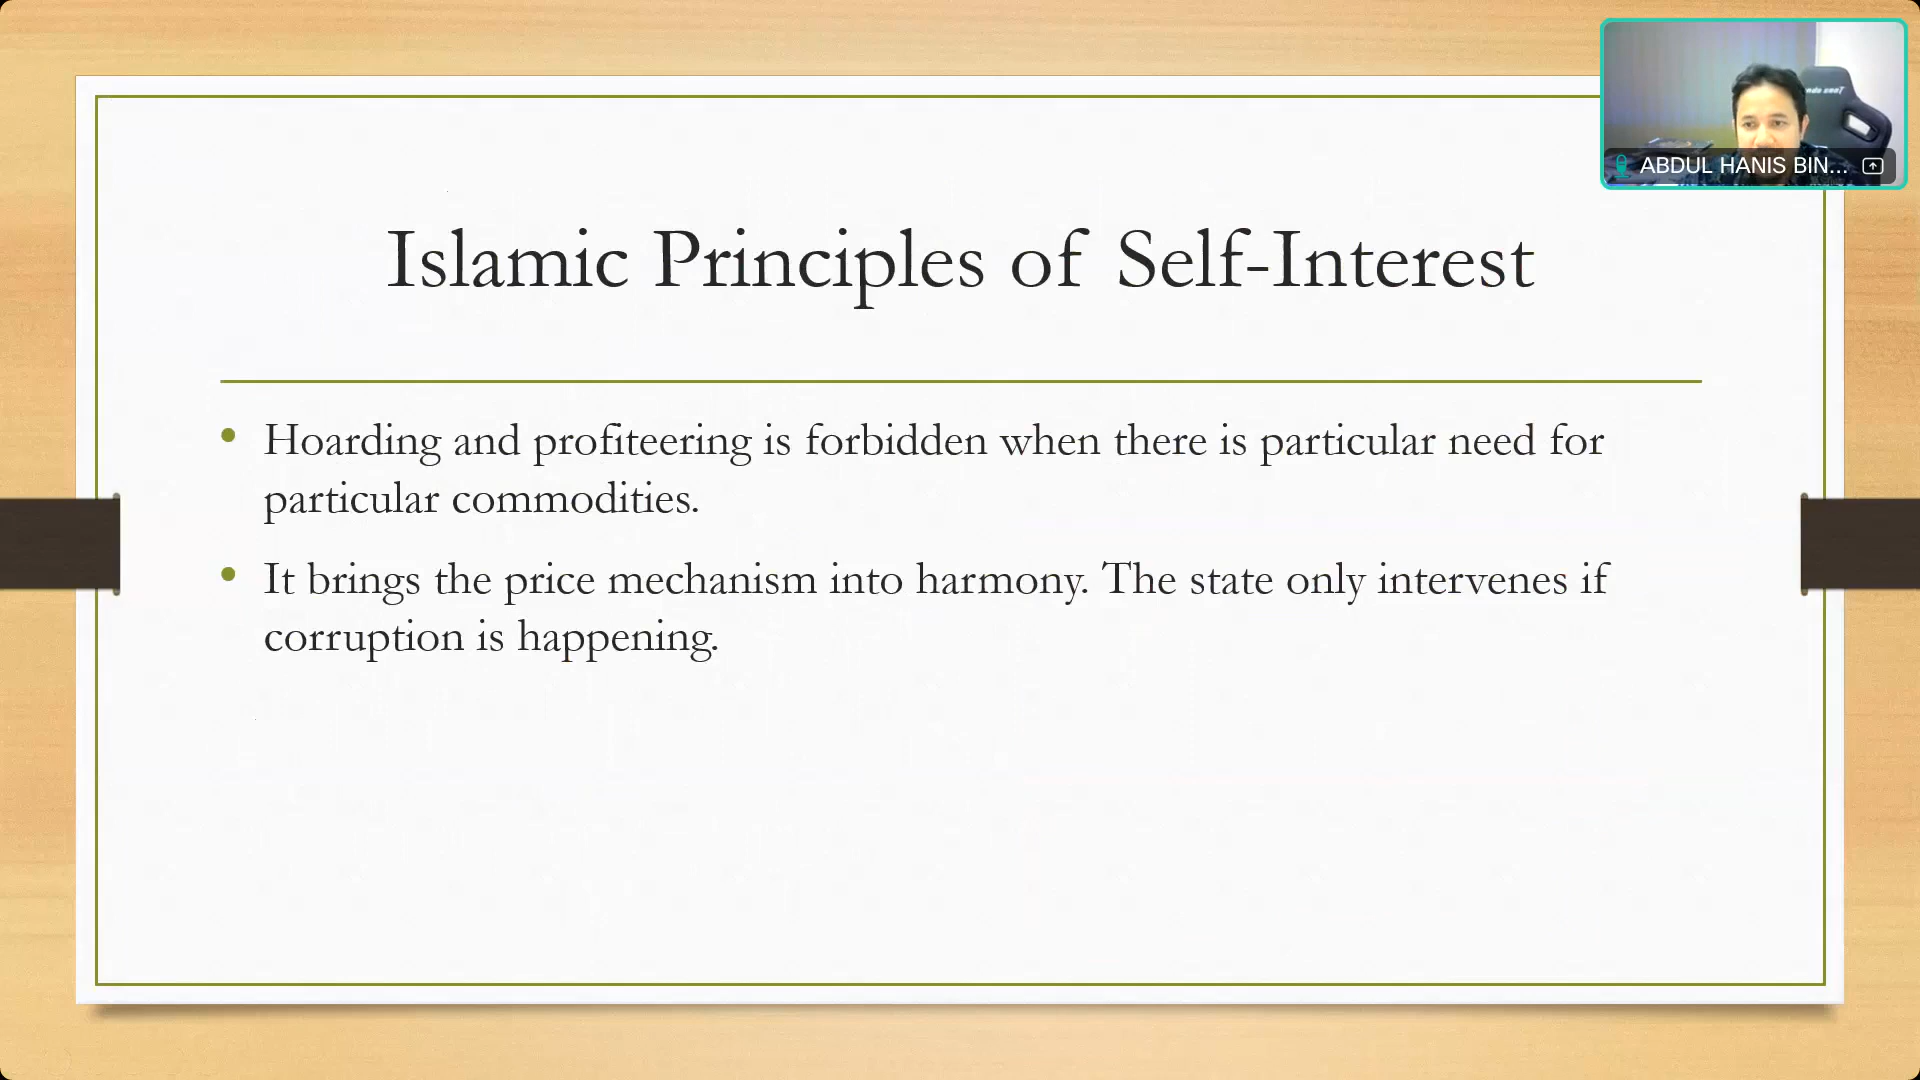 ABDUL HANIS BIN...
Islamic Principles of Self-Interest
• Hoarding and profiteering is forbidden when there is particular need for
particular commodities.
• It brings the price mechanism into harmony. The state only intervenes if
corruption is happening.